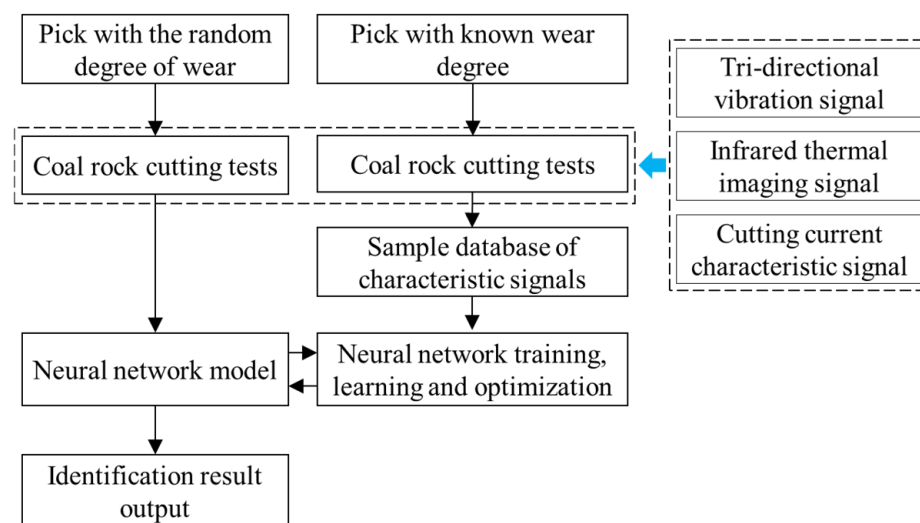 Pick with the random
degree of wear
Pick with known wear
degree
Tri-directional
vibration signal
Coal rock cutting tests
Coal rock cutting tests
Infrared thermal
imaging signal
Cutting current
characteristic signal
Sample database of
characteristic signals
Neural network model
Neural network training,
learning and optimization
Identification result
output